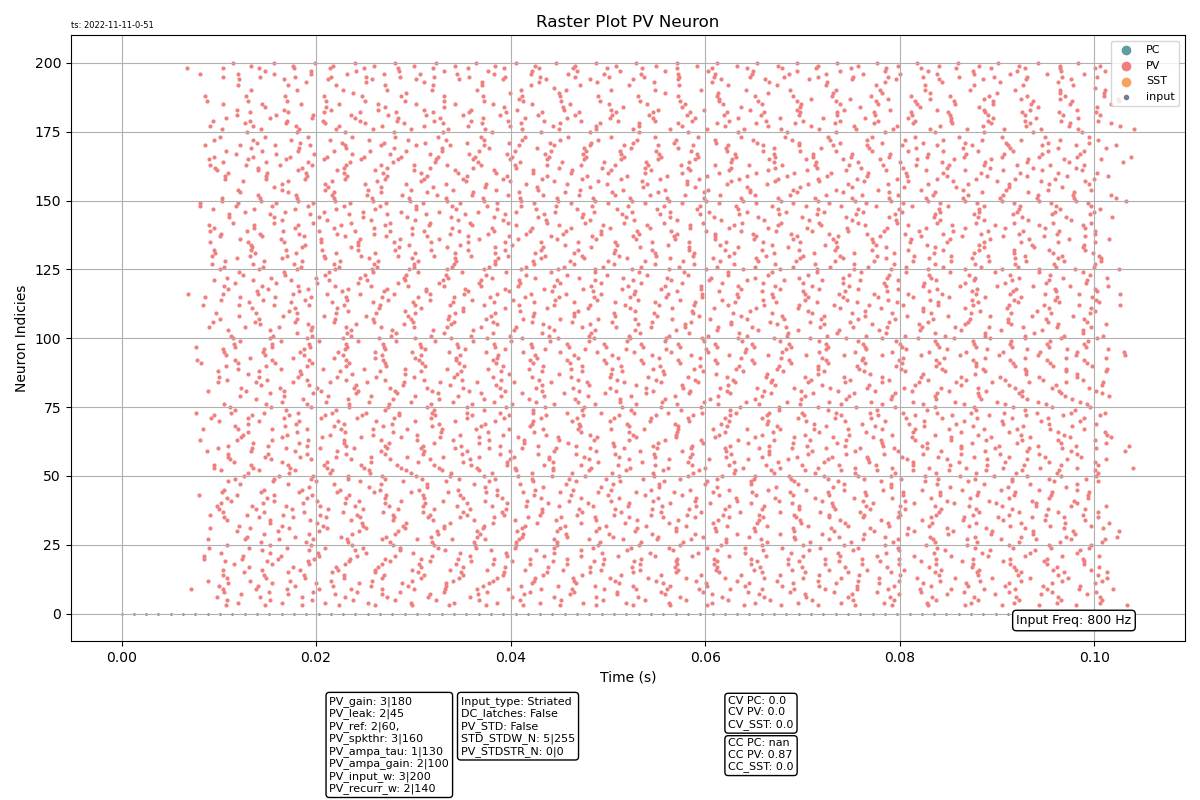 ts: 2022-11-11-0-51
Raster Plot PV Neuron
PC
PV
SST
input
Neuron Indicies
200
175
150
125
100
75
50
25
0
Input Freq: 800 Hz
0.00 0.02 0.04 0.06 0.08 0.10
Time (s)
PV_gain: 3|180
PV_leak: 2|45
PV_ref: 2|60,
PV_spkthr: 3|160
PV_ampa_tau: 1|130
PV_ampa_gain: 2|100
PV_input_w: 3|200
PV_recurr_w: 2|140
Input_type: Striated
DC_latches: False
PV_STD: False
STD_STDW_N: 5|255
PV_STDSTR_N: 0|0
CV PC: 0.0
CV PV: 0.0
CV_SST: 0.0
CC PC: nan
CC PV: 0.87
CC_SST: 0.0